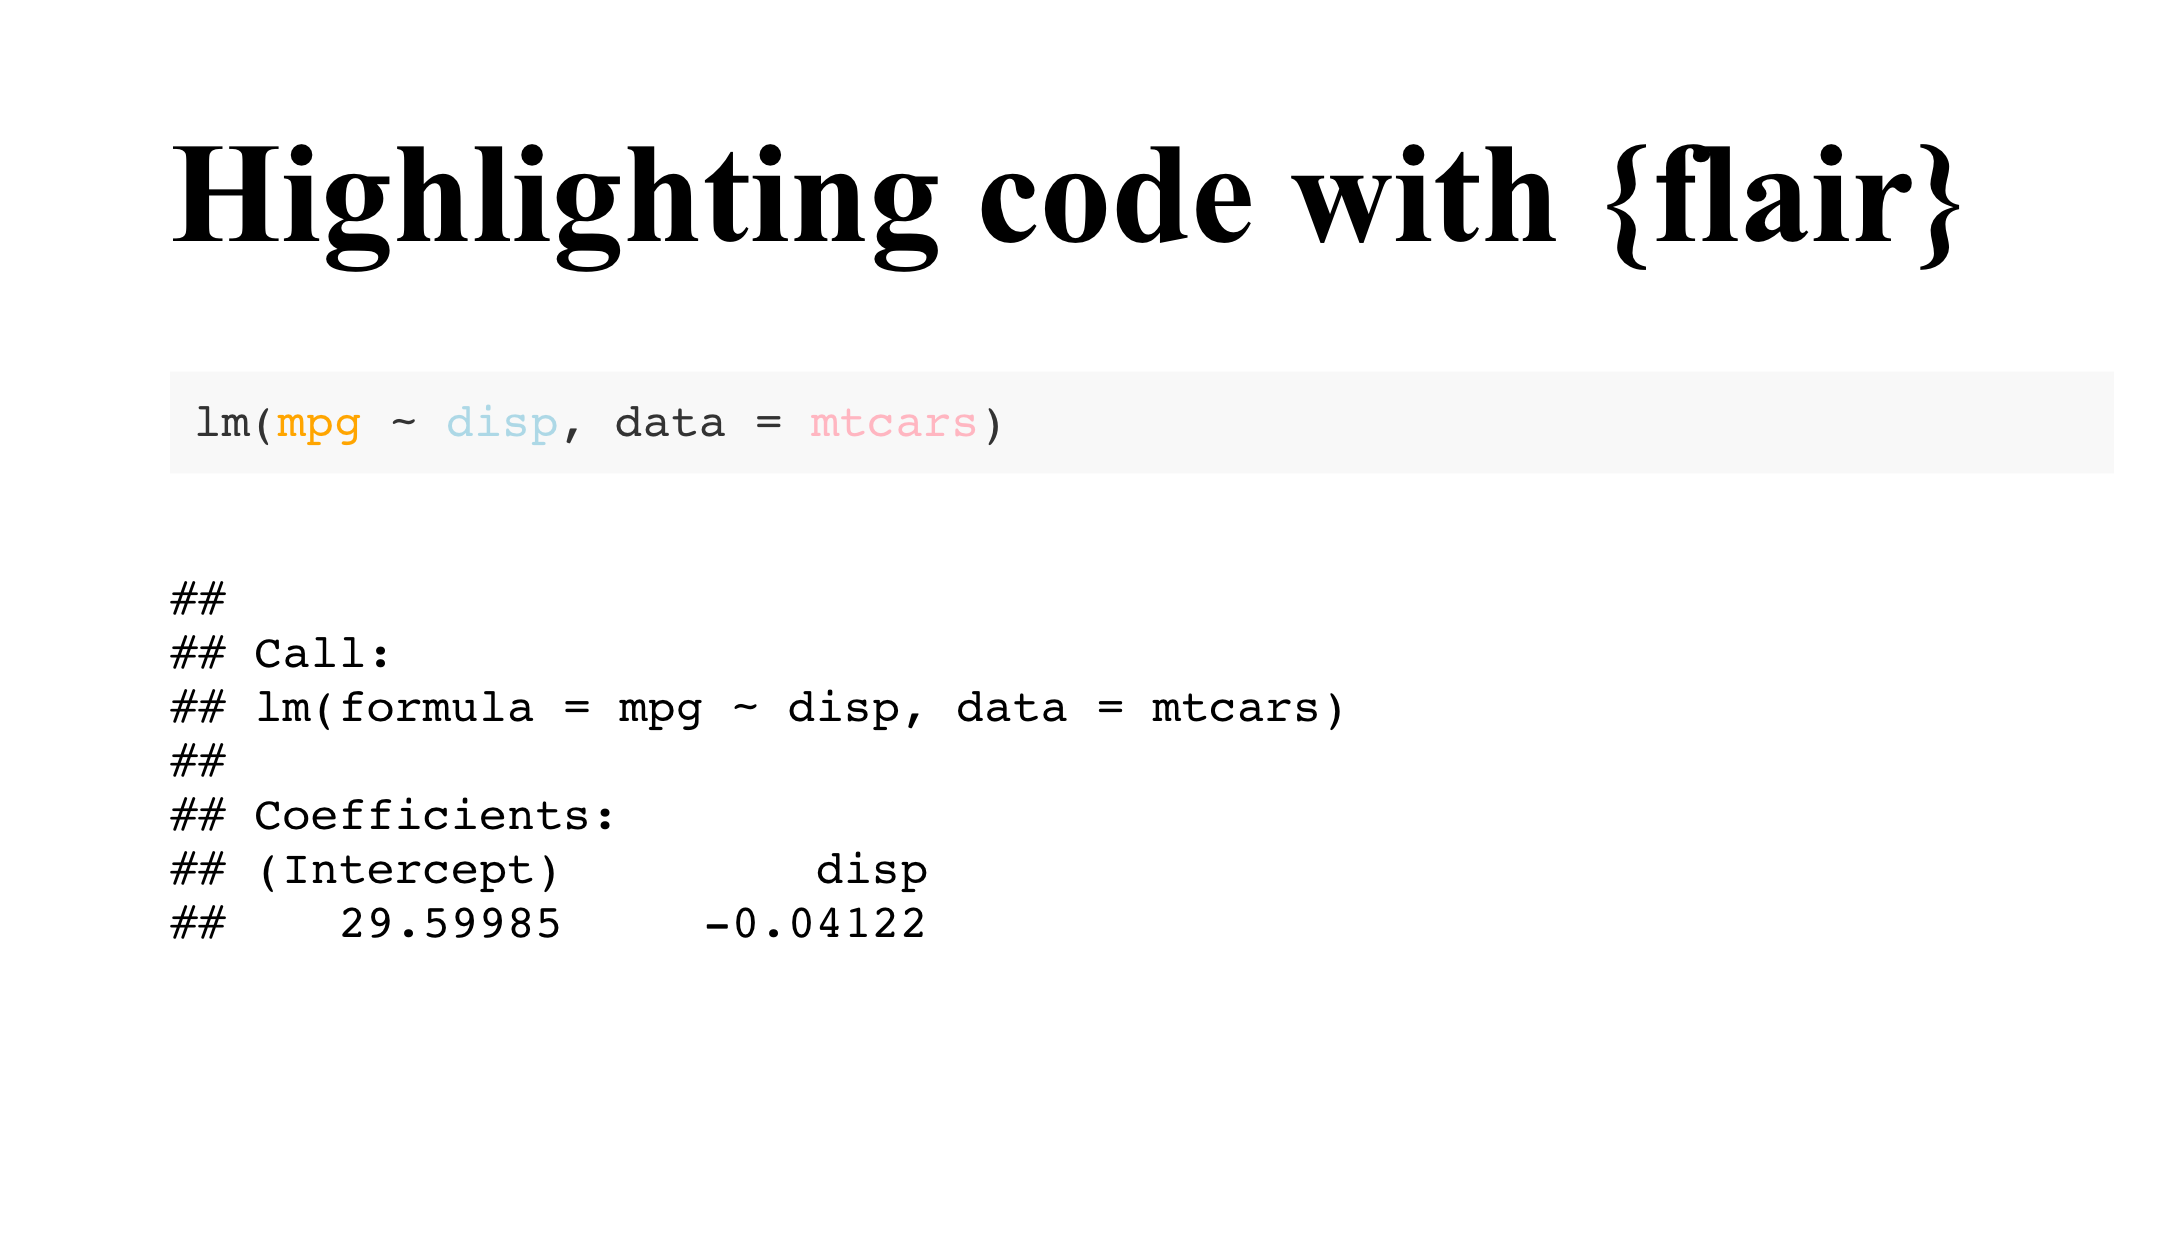 Highlighting code with {flair}
lm(mpg ~ disp, data = mtcars)
##
## Call:
## lm(formula = mpg ~ disp, data = mtcars)
##
## Coefficients:
## (Intercept)         disp
##    29.59985     -0.04122